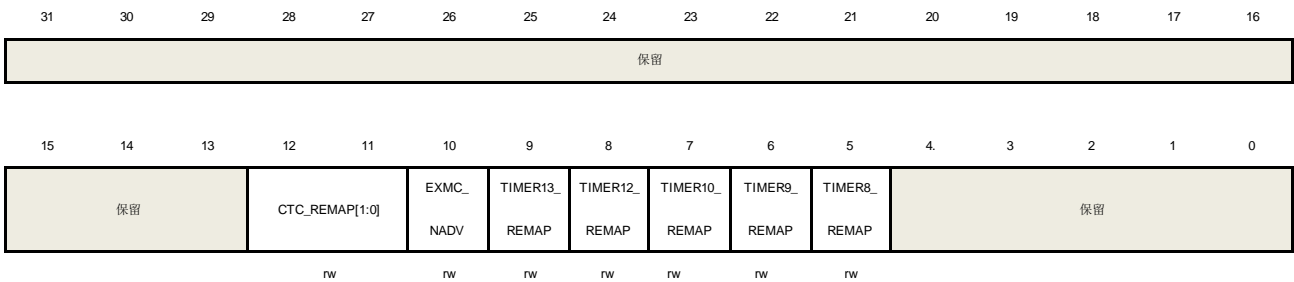 31 30 29 28 27 26 25 24 23 22 21 20 19 18 17 16
保留
15 14 13 12 11 10 9 8 7 6 5 4. 3 2 1 0
保留 CTC_REMAP[1:0] EXMC_ TIMER13_ TIMER12_ TIMER10_ TIMER9_ TIMER8_ 保留
NADV REMAP REMAP REMAP REMAP REMAP
rw rw rw rw rw rw rw